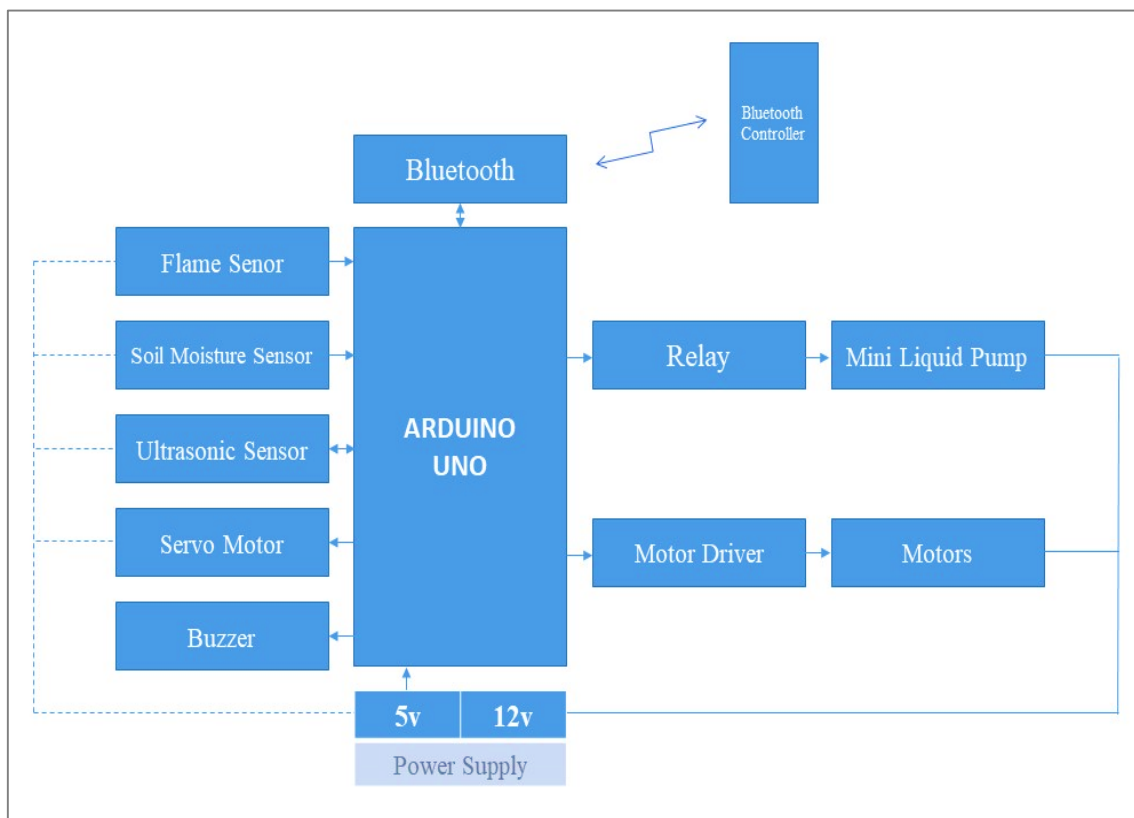 Bluetooth
Controller
Bluetooth
Flame Senor
Soil Moisture Sensor
Ultrasonic Sensor
Servo Motor
Buzzer
ARDUINO
UNO
Relay
Mini Liquid Pump
Motor Driver
Motors
5v
12v
Power Supply